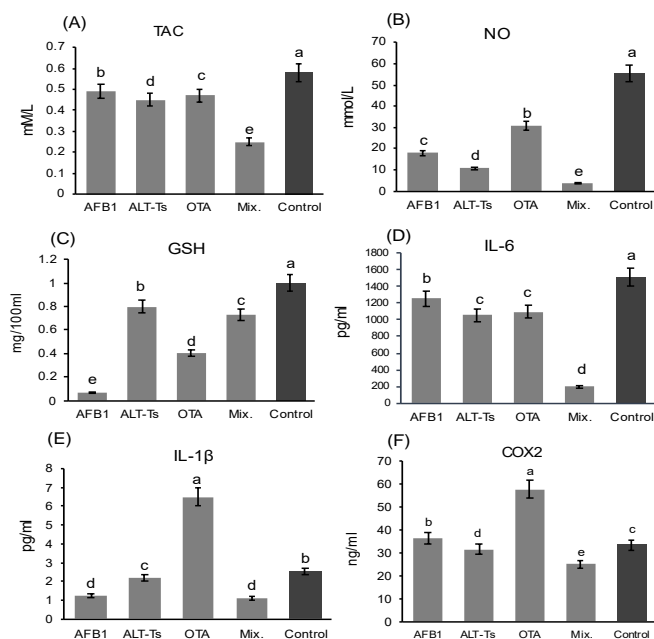 (A)
TAC
mM/L
0.7
0.6
0.5
0.4
0.3
0.2
0.1
0
b
d
c
e
a
AFB1 ALT-Ts OTA Mix. Control
(B)
NO
mmol/L
60
50
40
30
20
10
0
c
d
b
e
a
AFB1 ALT-Ts OTA Mix. Control
(C)
GSH
mg/100ml
1.2
1
0.8
0.6
0.4
0.2
0
e
b
d
c
a
AFB1 ALT-Ts OTA Mix. Control
(D)
IL-6
pg/ml
1800
1600
1400
1200
1000
800
600
400
200
0
b
c
c
d
a
AFB1 ALT-Ts OTA Mix. Control
(E)
IL-1β
pg/ml
8
7
6
5
4
3
2
1
0
d
c
a
d
b
AFB1 ALT-Ts OTA Mix. Control
(F)
COX2
ng/ml
70
60
50
40
30
20
10
0
b
d
a
e
c
AFB1 ALT-Ts OTA Mix. Control